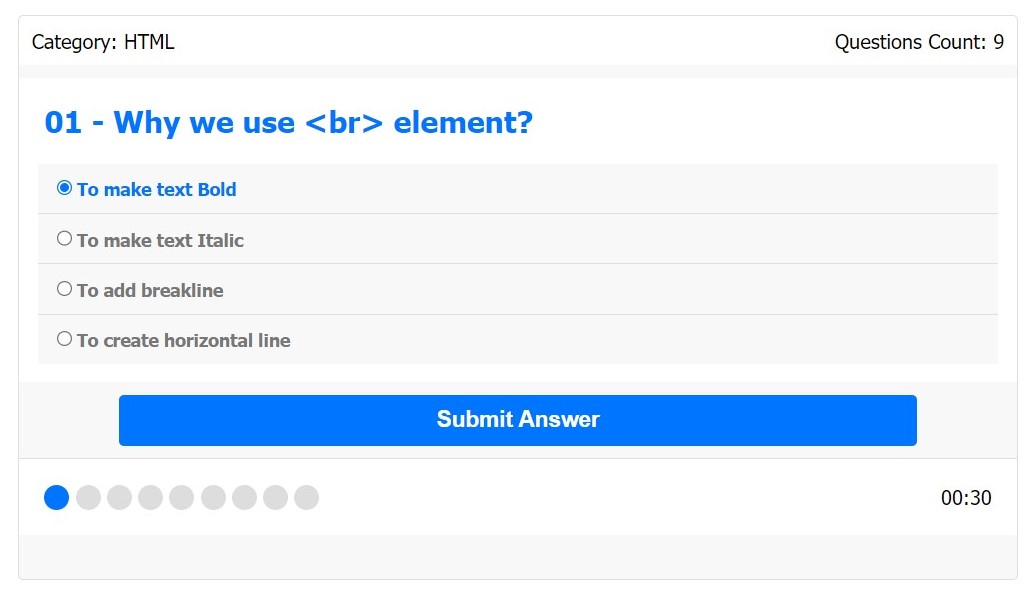 Category: HTML
Questions Count: 9
01 - Why we use <br> element?
To make text Bold
To make text Italic
To add breakline
To create horizontal line
Submit Answer
00:30